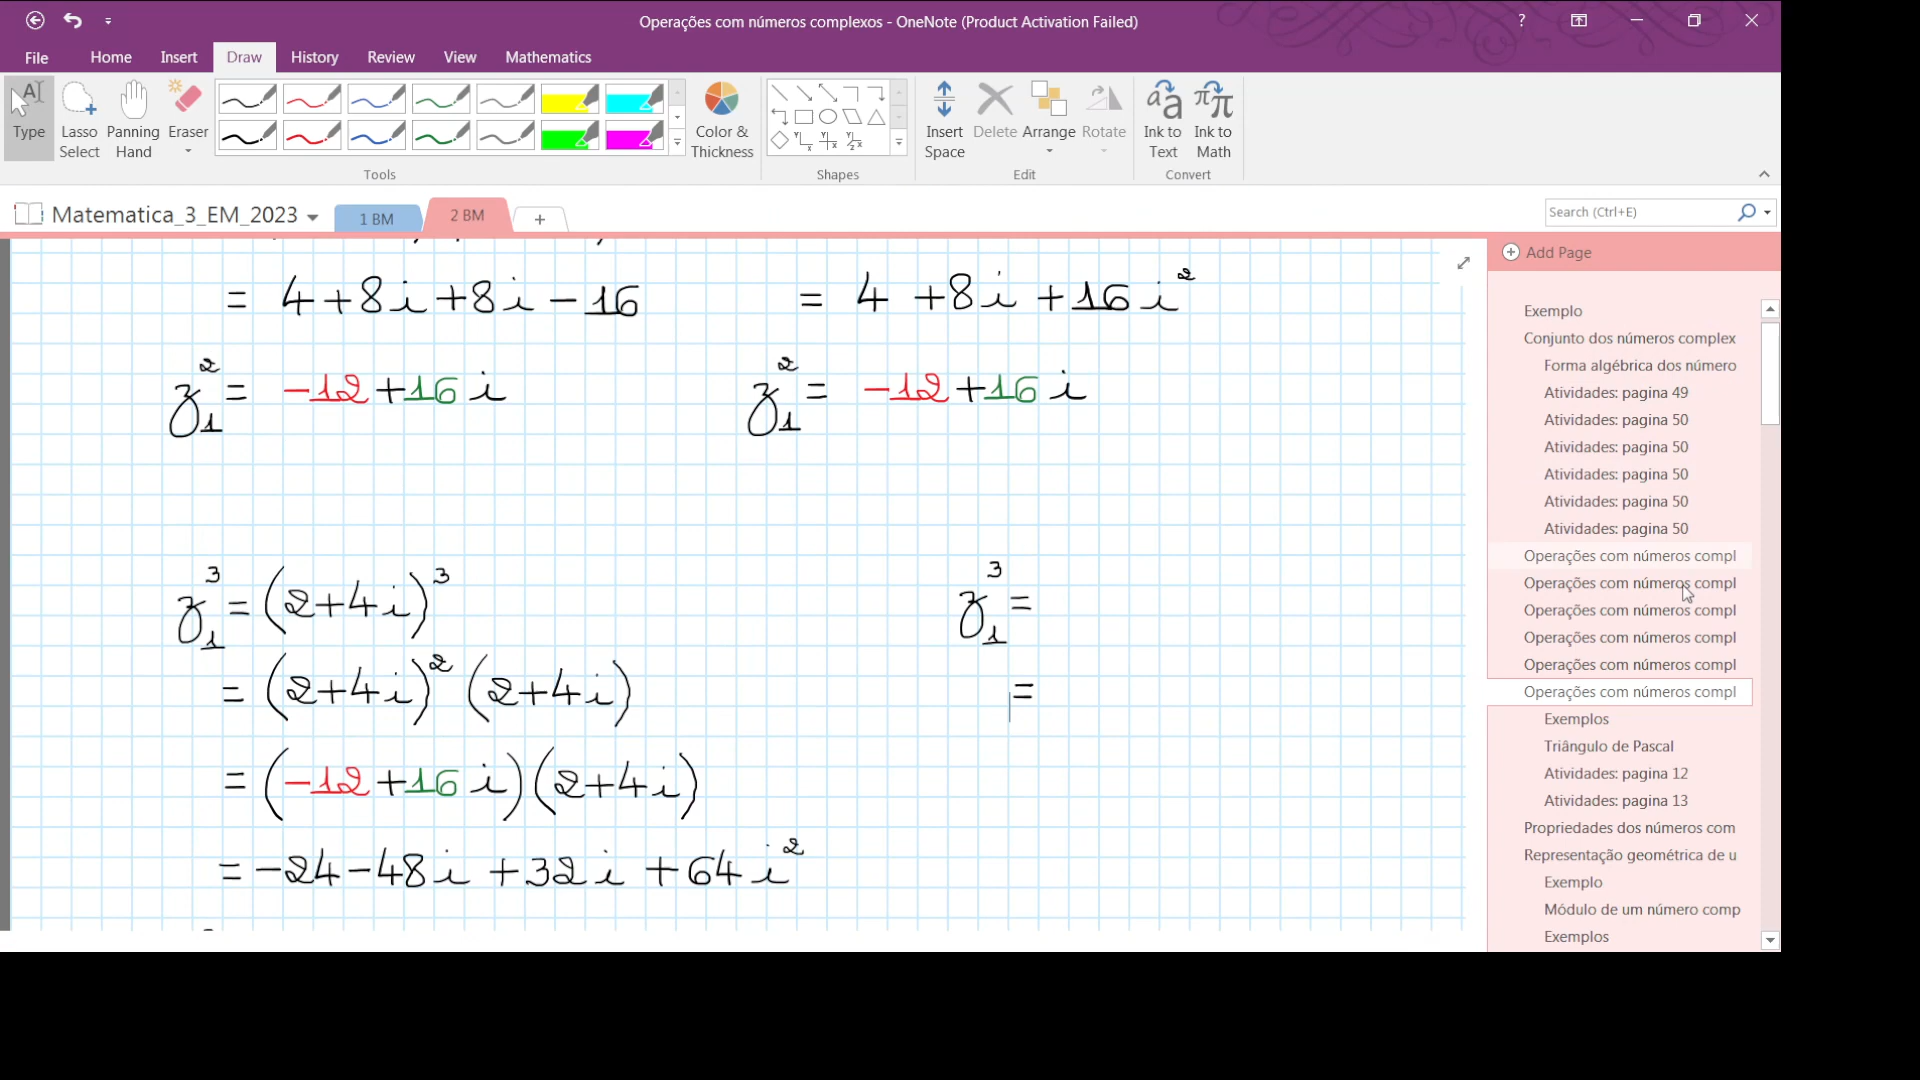 Operações com números complexos - OneNote (Product Activation Failed)
?
File Home Insert Draw History Review View Mathematics
Type
Lasso Select
Panning Hand
Eraser
Color & Thickness
Insert Space
Delete
Arrange
Rotate
Ink to Text
Ink to Math
Tools
Shapes
Edit
Convert
Matematica_3_EM_2023
1 BM
2 BM
+
Search (Ctrl+E)
= 4+8i+8i-16
= 4 +8i+16i²
z₁² = -12+16i
z₁² = -12+16i
z₁³ = (2+4i)³
z₁³ =
= (2+4i)² (2+4i)
=
= (-12+16i)(2+4i)
= -24-48i+32i+64i²
Add Page
Exemplo
Conjunto dos números complex
Forma algébrica dos número
Atividades: pagina 49
Atividades: pagina 50
Atividades: pagina 50
Atividades: pagina 50
Atividades: pagina 50
Atividades: pagina 50
Operações com números compl
Operações com números compl
Operações com números compl
Operações com números compl
Operações com números compl
Operações com números compl
Exemplos
Triângulo de Pascal
Atividades: pagina 12
Atividades: pagina 13
Propriedades dos números com
Representação geométrica de u
Exemplo
Módulo de um número comp
Exemplos